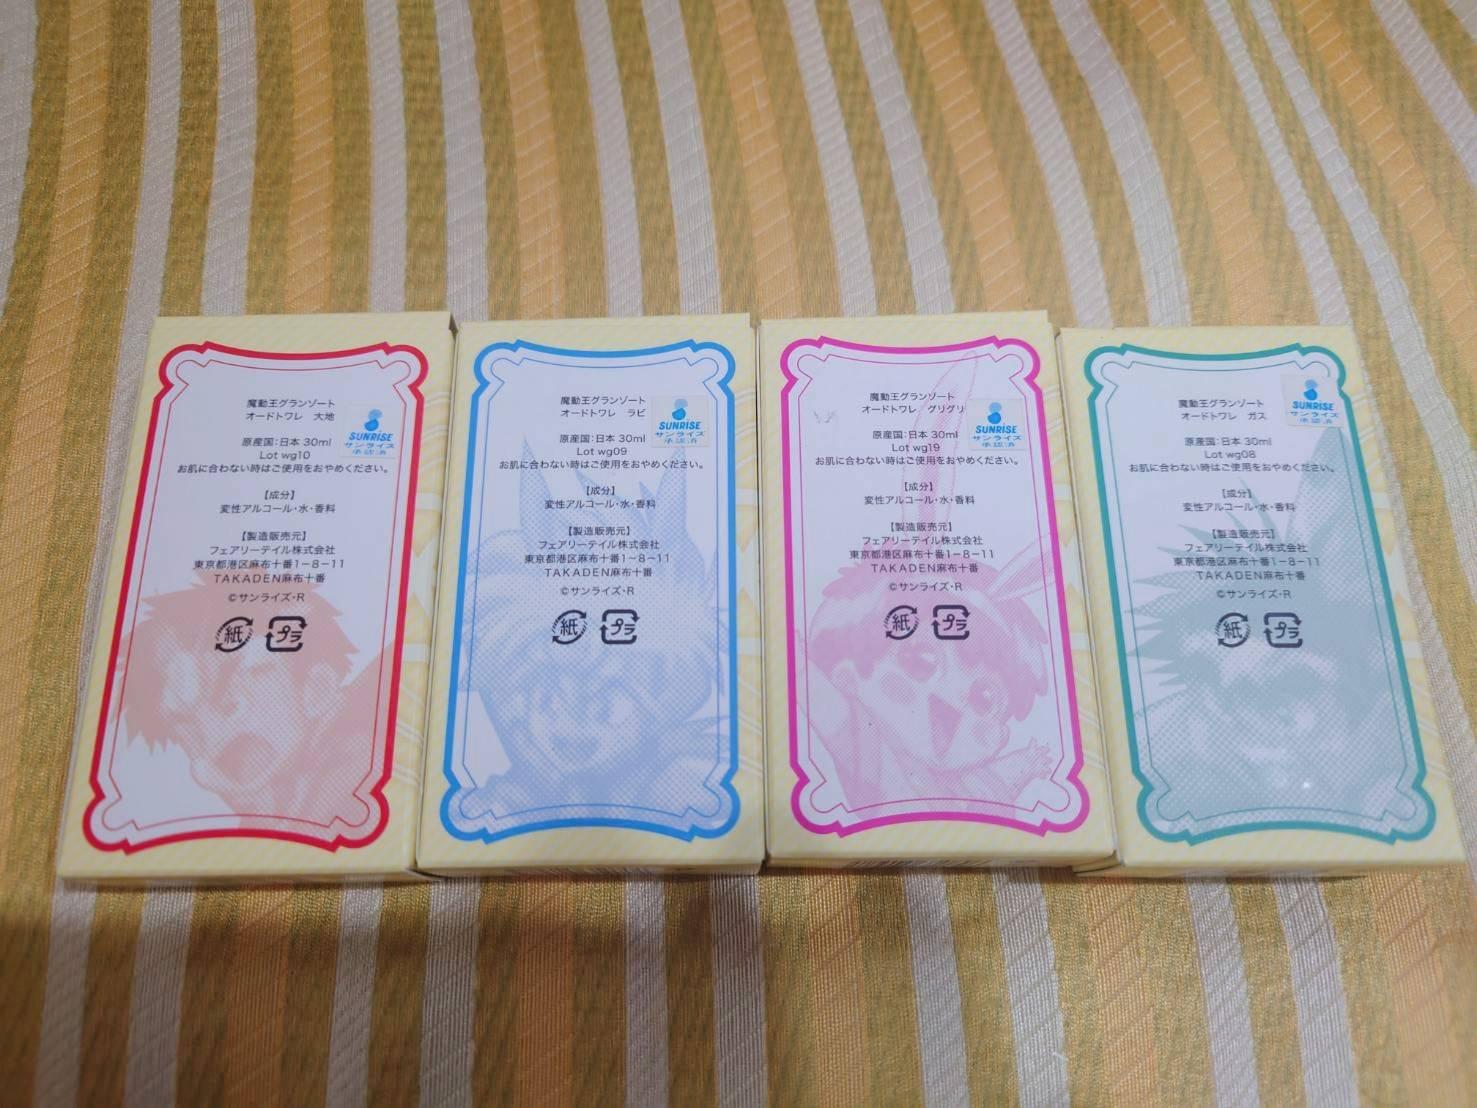 魔動王グランゾート
オードトワレ 大地
SUNRISE
サンライズ
承認済
原産国:日本 30ml
Lot wg10
お肌に合わない時はご使用をおやめください。
【成分】
変性アルコール・水・香料
【製造販売元】
フェアリーテイル株式会社
東京都港区麻布十番1-8-11
TAKADEN麻布十番
©サンライズ・R
紙
プラ
魔動王グランゾート
オードトワレ ラビ
SUNRISE
サンライズ
承認済
原産国:日本 30ml
Lot wg09
お肌に合わない時はご使用をおやめください。
【成分】
変性アルコール・水・香料
【製造販売元】
フェアリーテイル株式会社
東京都港区麻布十番1-8-11
TAKADEN麻布十番
©サンライズ・R
紙
プラ
魔動王グランゾート
オードトワレ グリグリ
SUNRISE
サンライズ
承認済
原産国:日本 30ml
Lot wg19
お肌に合わない時はご使用をおやめください。
【成分】
変性アルコール・水・香料
【製造販売元】
フェアリーテイル株式会社
東京都港区麻布十番1-8-11
TAKADEN麻布十番
©サンライズ・R
紙
プラ
魔動王グランゾート
オードトワレ ガス
SUNRISE
サンライズ
承認済
原産国:日本 30ml
Lot wg08
お肌に合わない時はご使用をおやめください。
【成分】
変性アルコール・水・香料
【製造販売元】
フェアリーテイル株式会社
東京都港区麻布十番1-8-11
TAKADEN麻布十番
©サンライズ・R
紙
プラ